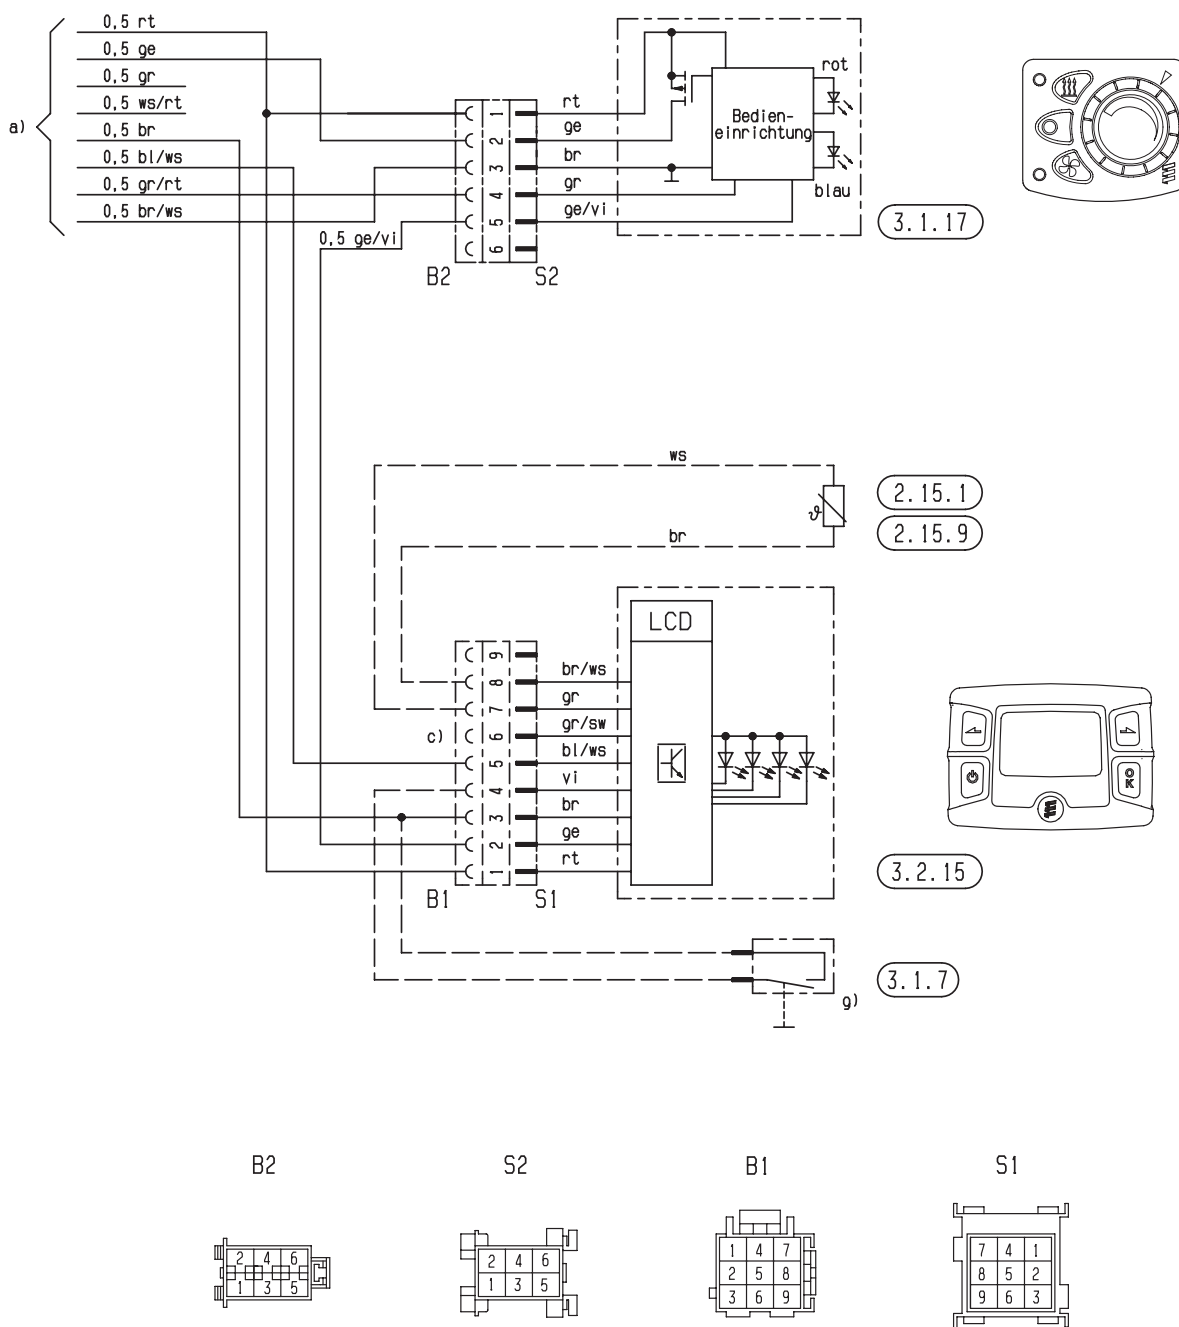 0,5 rt
0,5 ge
0,5 gr
0,5 ws/rt
a)
0,5 br
0,5 bl/ws
0,5 gr/rt
0,5 br/ws
0,5 ge/vi
1
2
3
4
5
6
B2
S2
rt
ge
br
gr
ge/vi
Bedien-
einrichtung
rot
blau
3.1.17
ws
ϑ
br
2.15.1
2.15.9
LCD
9
8
7
c)
6
5
4
3
2
1
B1
S1
br/ws
gr
gr/sw
bl/ws
vi
br
ge
rt
OK
3.2.15
3.1.7
g)
B2
S2
B1
S1
2 4 6
1 3 5
2 4 6
1 3 5
1 4 7
2 5 8
3 6 9
7 4 1
8 5 2
9 6 3